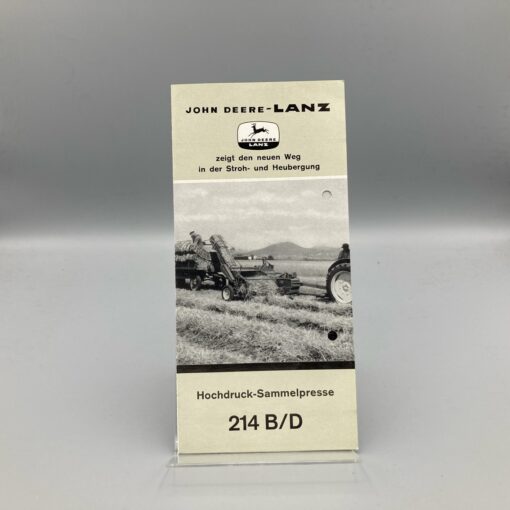 JOHN DEERE-LANZ
JOHN DEERE
LANZ
zeigt den neuen Weg
in der Stroh- und Heubergung
Hochdruck-Sammelpresse
214 B/D